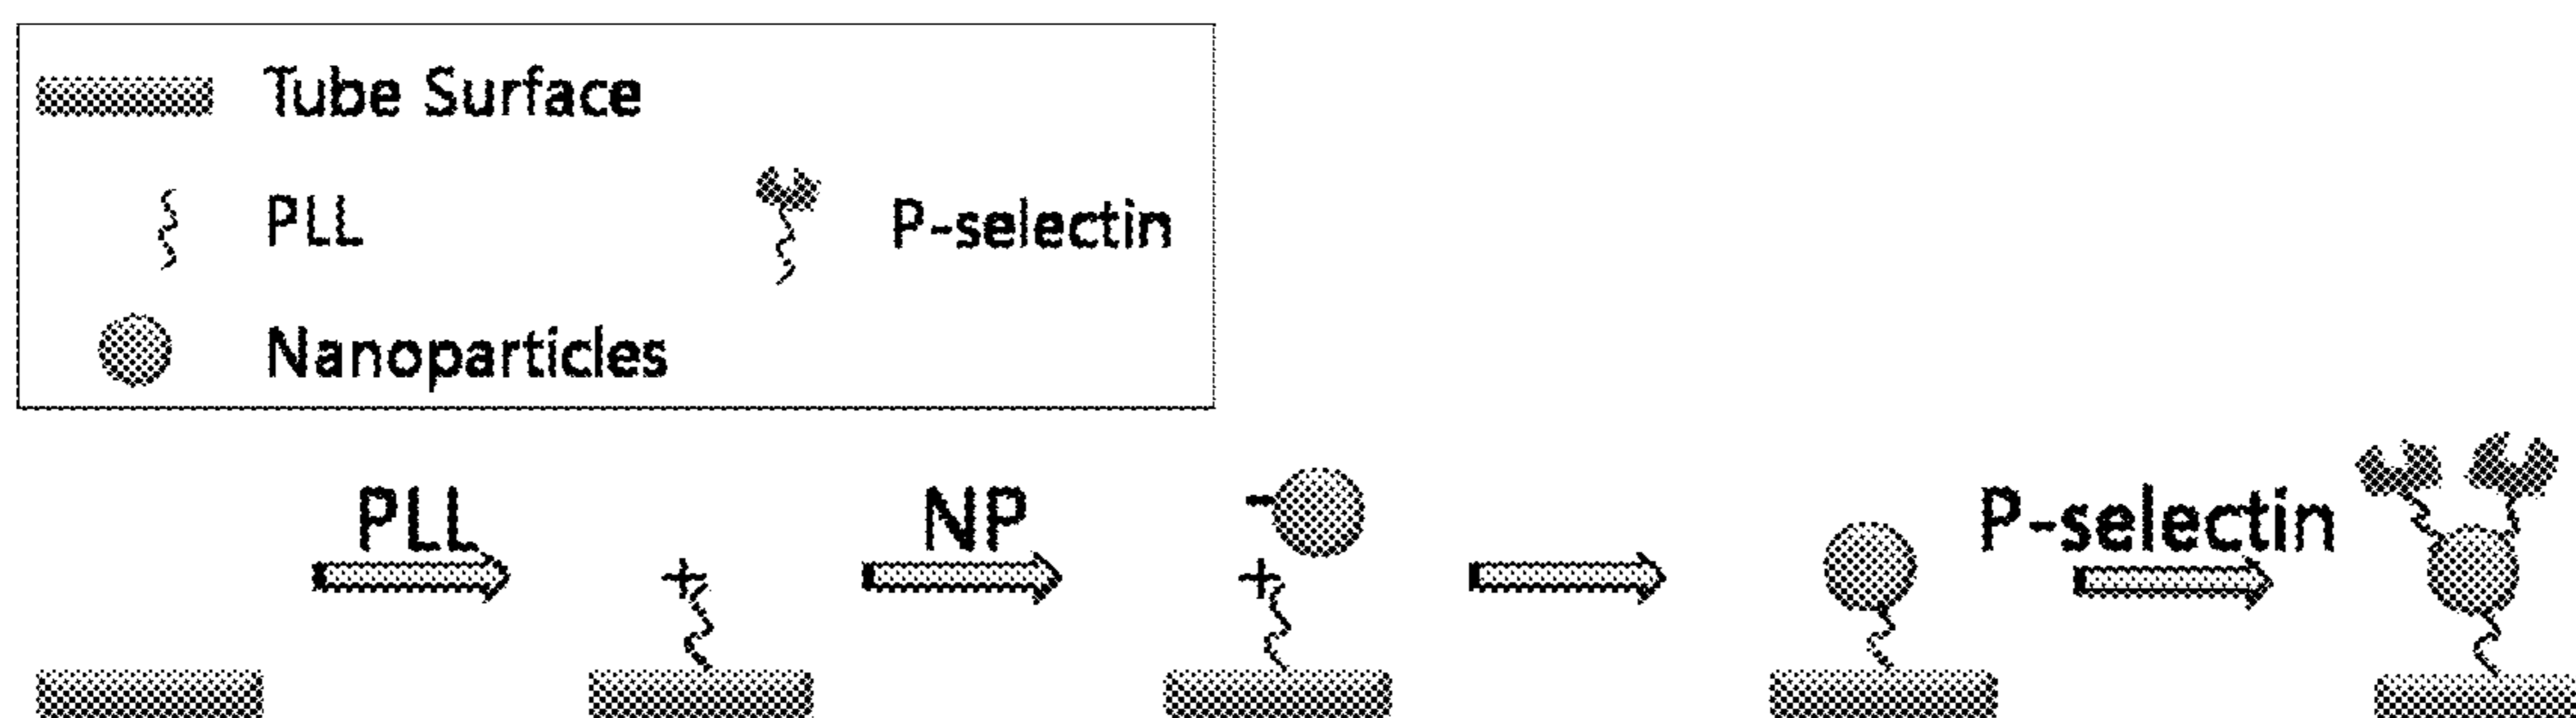 Tube Surface
PLL
P-selectin
Nanoparticles
PLL
NP
P-selectin
+
-
+